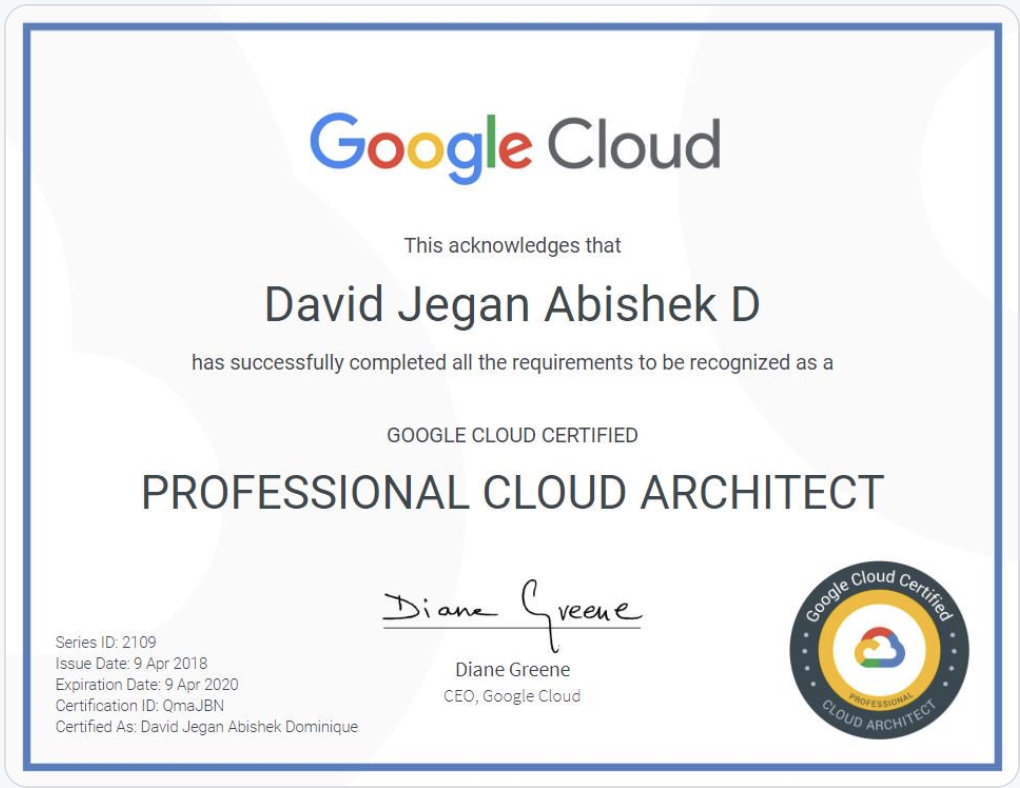 Google Cloud
This acknowledges that
David Jegan Abishek D
has successfully completed all the requirements to be recognized as a
GOOGLE CLOUD CERTIFIED
PROFESSIONAL CLOUD ARCHITECT
Diane Greene
Diane Greene
CEO, Google Cloud
Series ID: 2109
Issue Date: 9 Apr 2018
Expiration Date: 9 Apr 2020
Certification ID: QmaJBN
Certified As: David Jegan Abishek Dominique
Google Cloud Certified
PROFESSIONAL
CLOUD ARCHITECT